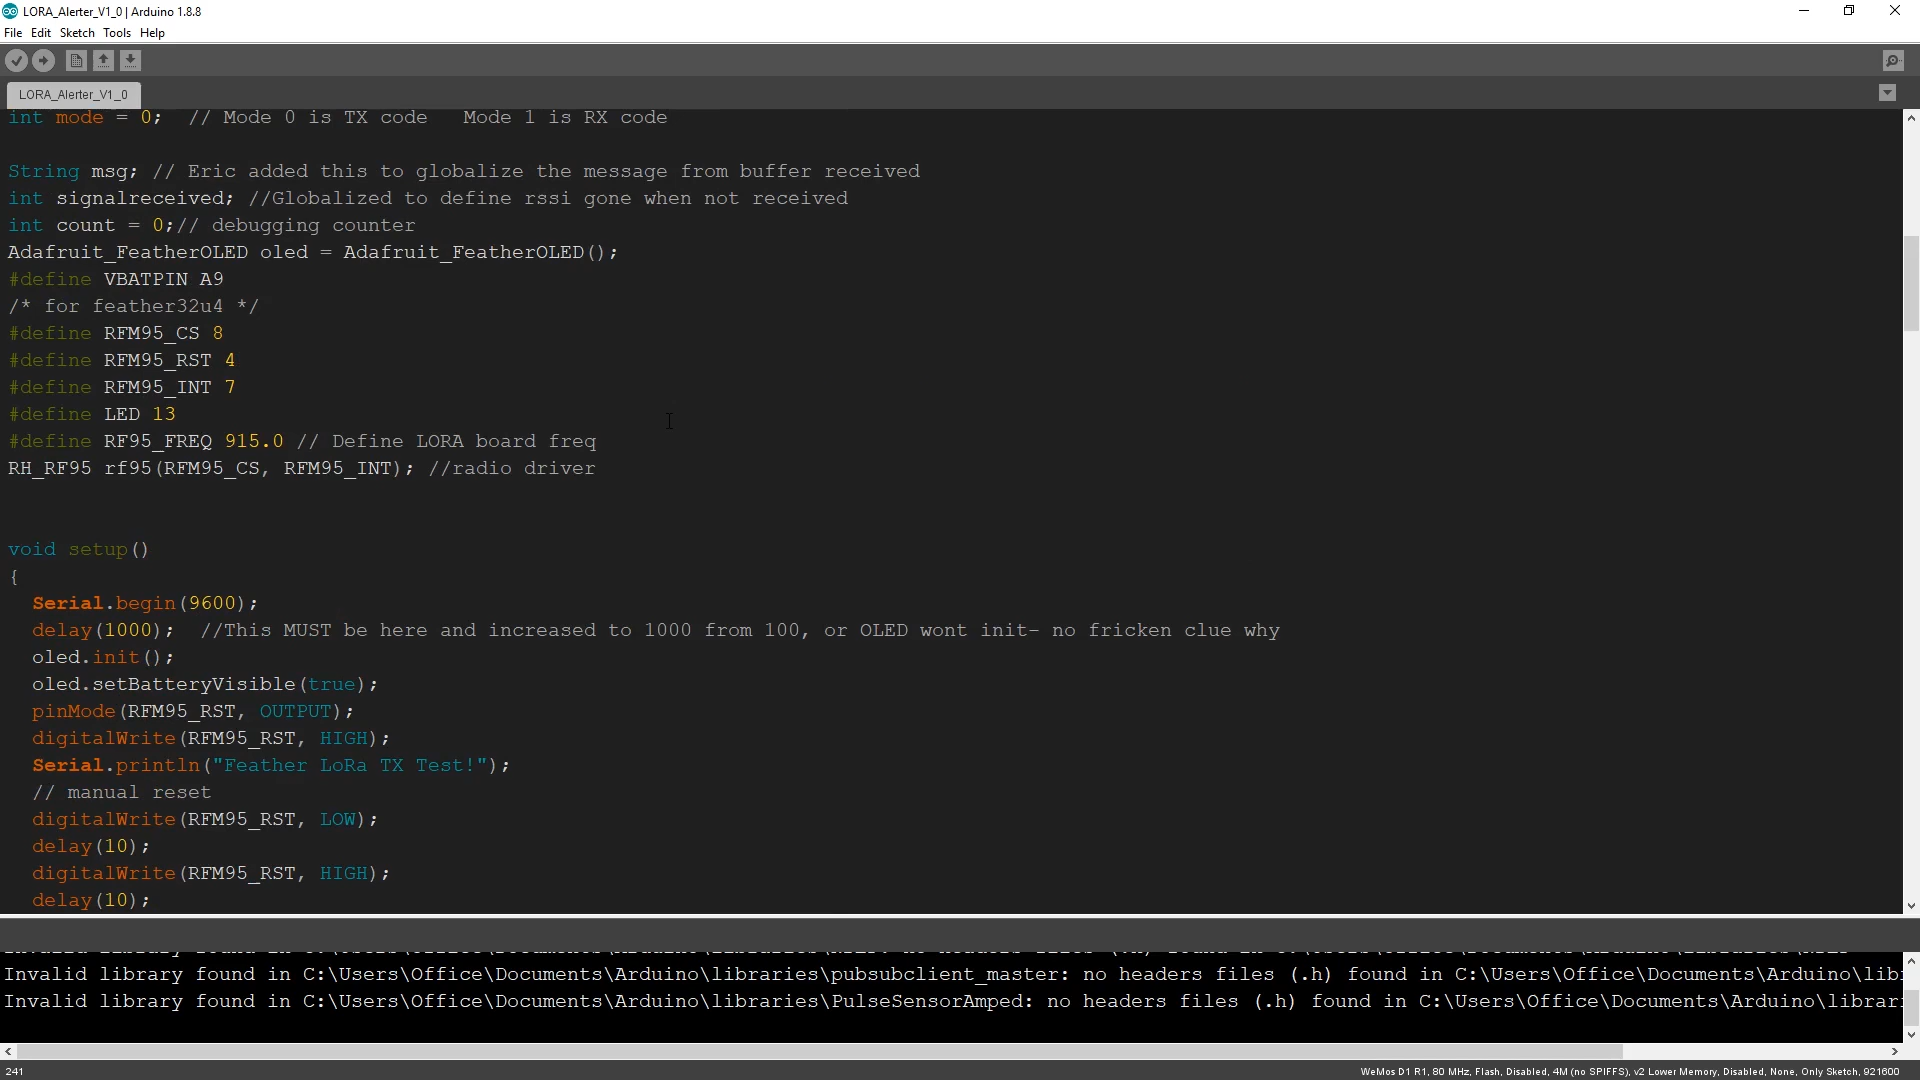 LORA_Alerter_V1_0 | Arduino 1.8.8
File Edit Sketch Tools Help
LORA_Alerter_V1_0
int mode = 0;  // Mode 0 is TX code   Mode 1 is RX code
String msg; // Eric added this to globalize the message from buffer received
int signalreceived; //Globalized to define rssi gone when not received
int count = 0;// debugging counter
Adafruit_FeatherOLED oled = Adafruit_FeatherOLED();
#define VBATPIN A9
/* for feather32u4 */
#define RFM95_CS 8
#define RFM95_RST 4
#define RFM95_INT 7
#define LED 13
#define RF95_FREQ 915.0 // Define LORA board freq
RH_RF95 rf95(RFM95_CS, RFM95_INT); //radio driver
void setup()
{
  Serial.begin(9600);
  delay(1000);  //This MUST be here and increased to 1000 from 100, or OLED wont init- no fricken clue why
  oled.init();
  oled.setBatteryVisible(true);
  pinMode(RFM95_RST, OUTPUT);
  digitalWrite(RFM95_RST, HIGH);
  Serial.println("Feather LoRa TX Test!");
  // manual reset
  digitalWrite(RFM95_RST, LOW);
  delay(10);
  digitalWrite(RFM95_RST, HIGH);
  delay(10);
Invalid library found in C:\Users\Office\Documents\Arduino\libraries\pubsubclient_master: no headers files (.h) found in C:\Users\Office\Documents\Arduino\lib
Invalid library found in C:\Users\Office\Documents\Arduino\libraries\PulseSensorAmped: no headers files (.h) found in C:\Users\Office\Documents\Arduino\librar
241
WeMos D1 R1, 80 MHz, Flash, Disabled, 4M (no SPIFFS), v2 Lower Memory, Disabled, None, Only Sketch, 921600